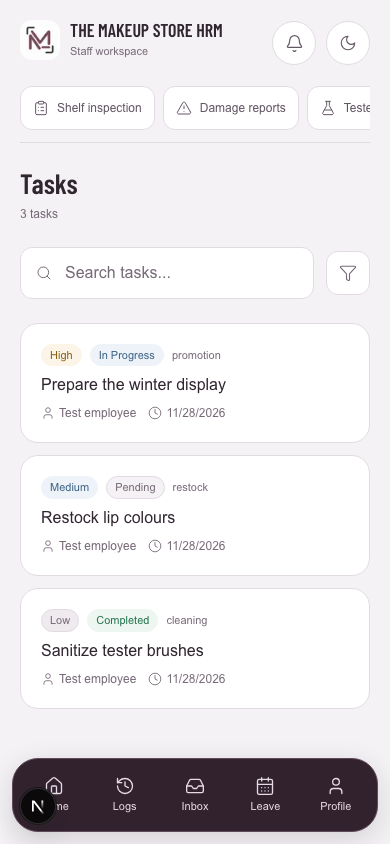 THE MAKEUP STORE HRM
Staff workspace
Shelf inspection
Damage reports
Teste
Tasks
3 tasks
Search tasks...
High In Progress promotion
Prepare the winter display
Test employee 11/28/2026
Medium Pending restock
Restock lip colours
Test employee 11/28/2026
Low Completed cleaning
Sanitize tester brushes
Test employee 11/28/2026
N
me Logs Inbox Leave Profile